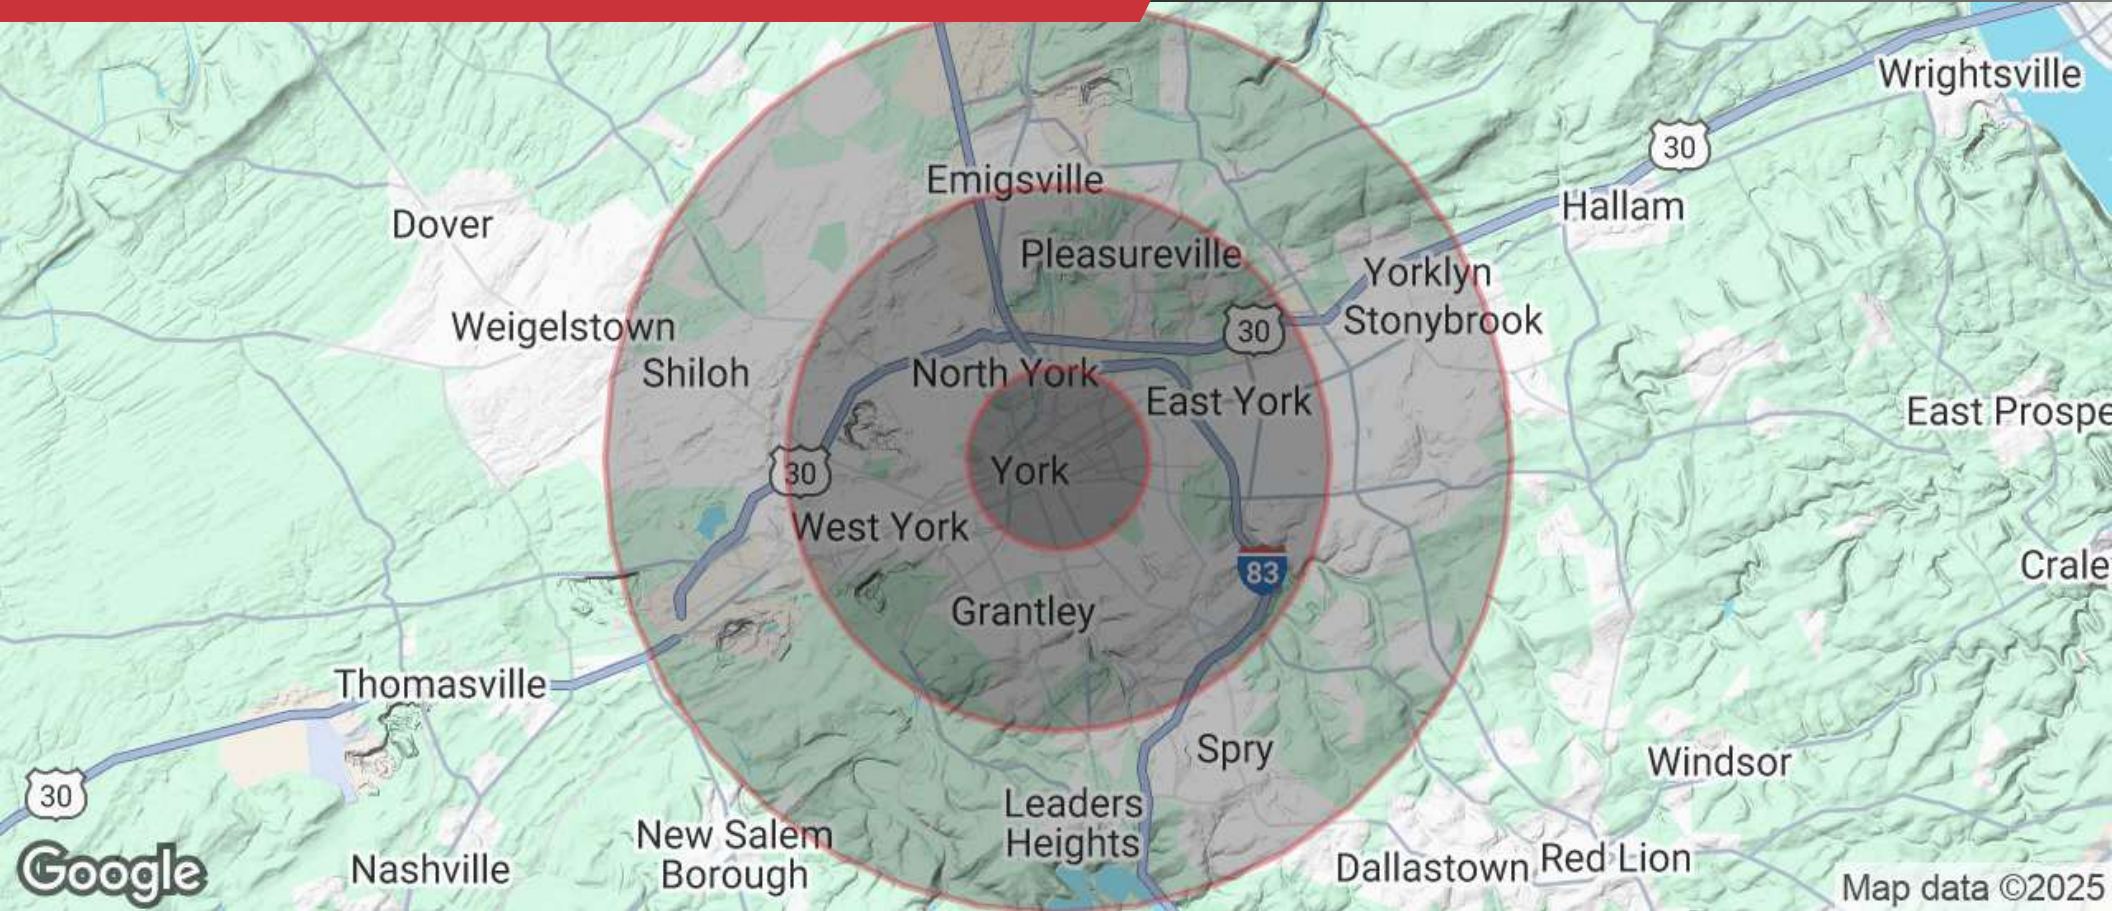 Wrightsville
30
Emigsville
Hallam
Dover
Pleasureville
Yorklyn
Weigelstown
30
Stonybrook
Shiloh
North York
East York
East Prospe
30
York
West York
Crale
83
Grantley
Thomasville
Spry
Windsor
30
Leaders
Heights
New Salem
Borough
Dallastown
Red Lion
Google
Nashville
Map data ©2025